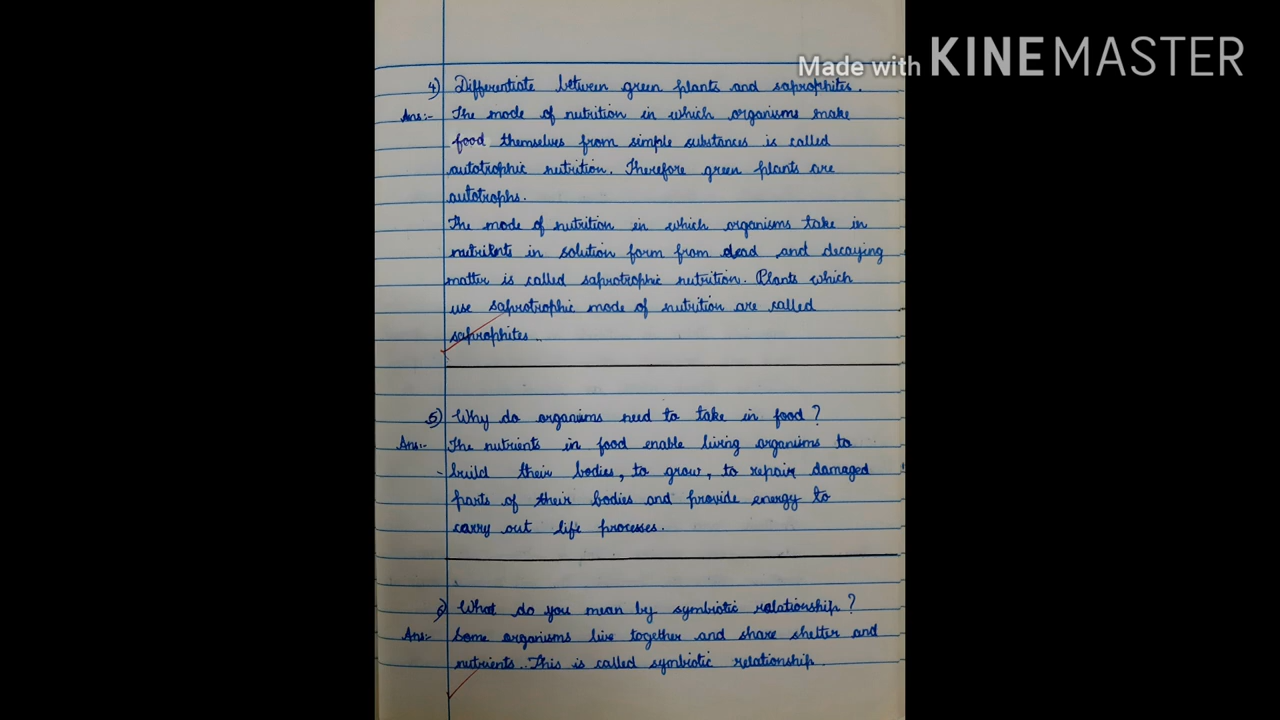 Made with KINEMASTER
4) Differentiate between green plants and saprophites.
Ans:- The mode of nutrition in which organisms make
food themselves from simple substances is called
autotrophic nutrition. Therefore green plants are
autotrophs.
The mode of nutrition in which organisms take in
nutrients in solution form from dead and decaying
matter is called saprotrophic nutrition. Plants which
use saprotrophic mode of nutrition are called
saprophites..
5) Why do organiums need to take in food?
Ans:- The nutrients in food enable living organiums to
- build their bodies, to grow, to repair damaged
parts of their bodies and provide energy to
carry out life processes.
6) What do you mean by symbiotic relationship?
Ans:- Some organisms live together and share shelter and
nutrients.. This is called symbiotic relationship.